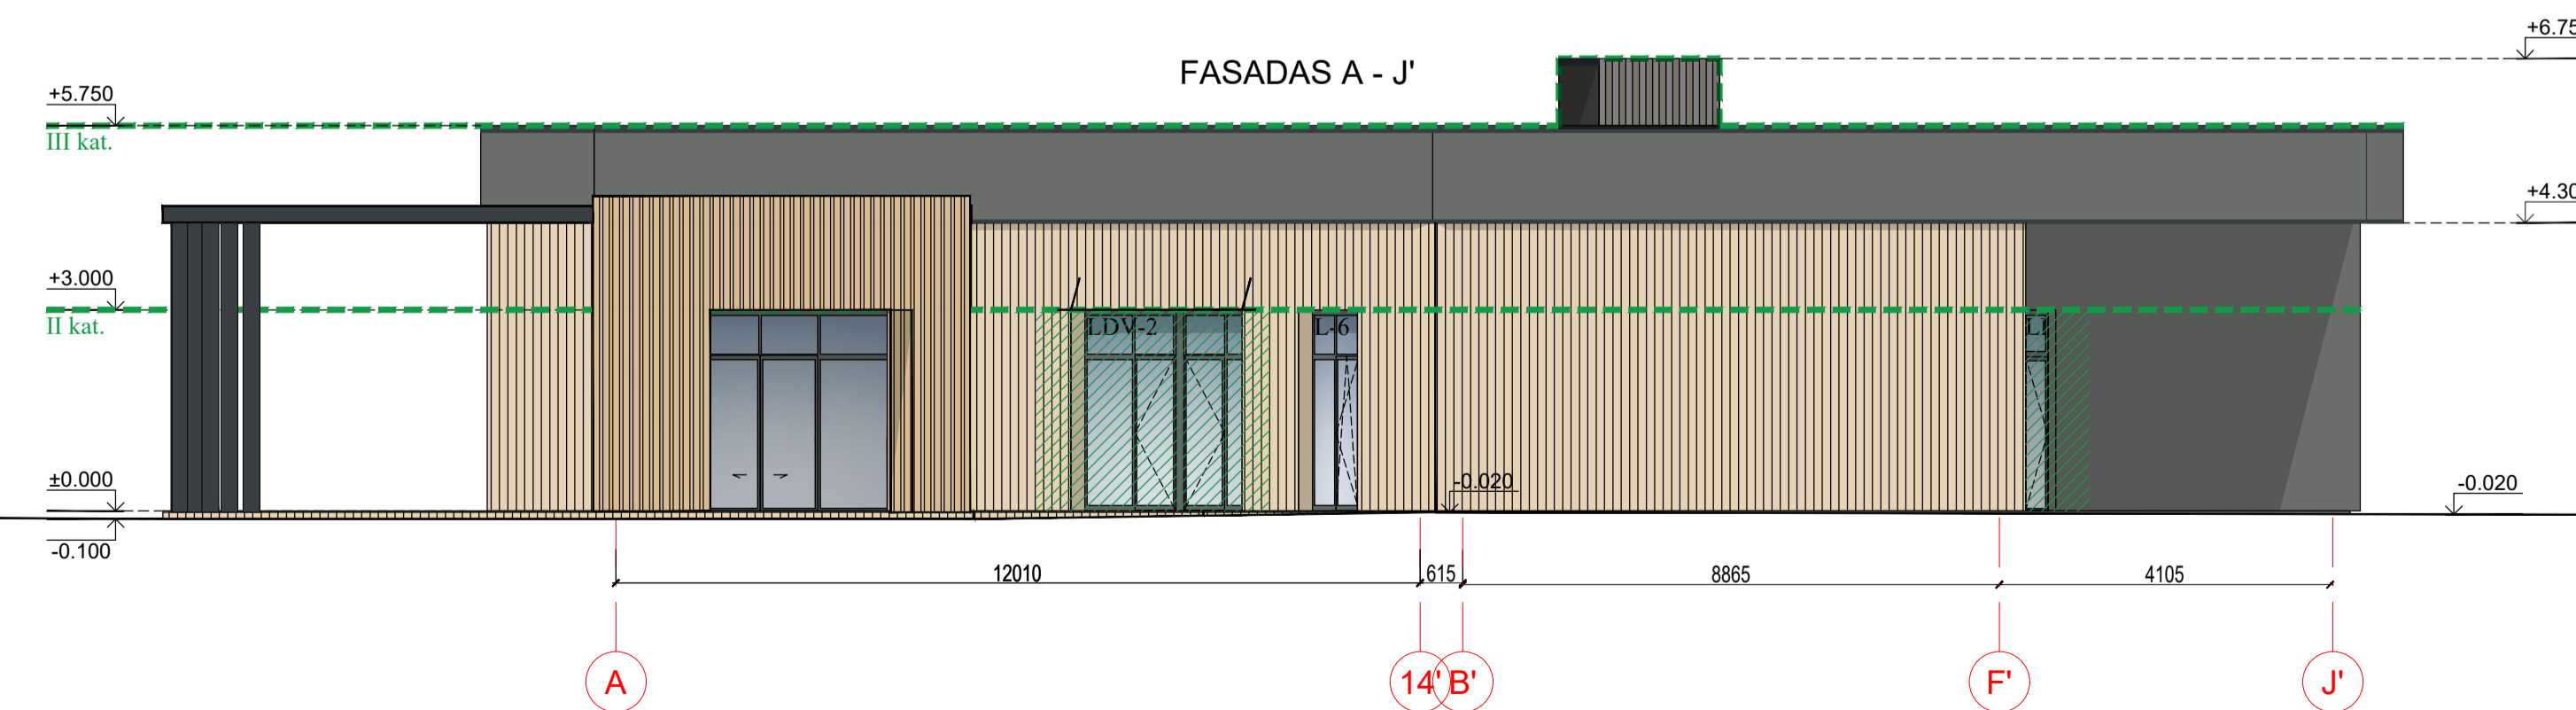 FASADAS A - J'
+6.75
+5.750
III kat.
+4.30
+3.000
II kat.
LDV-2
L-6
±0.000
-0.020
-0.020
-0.100
12010
615
8865
4105
A
14'
B'
F'
J'